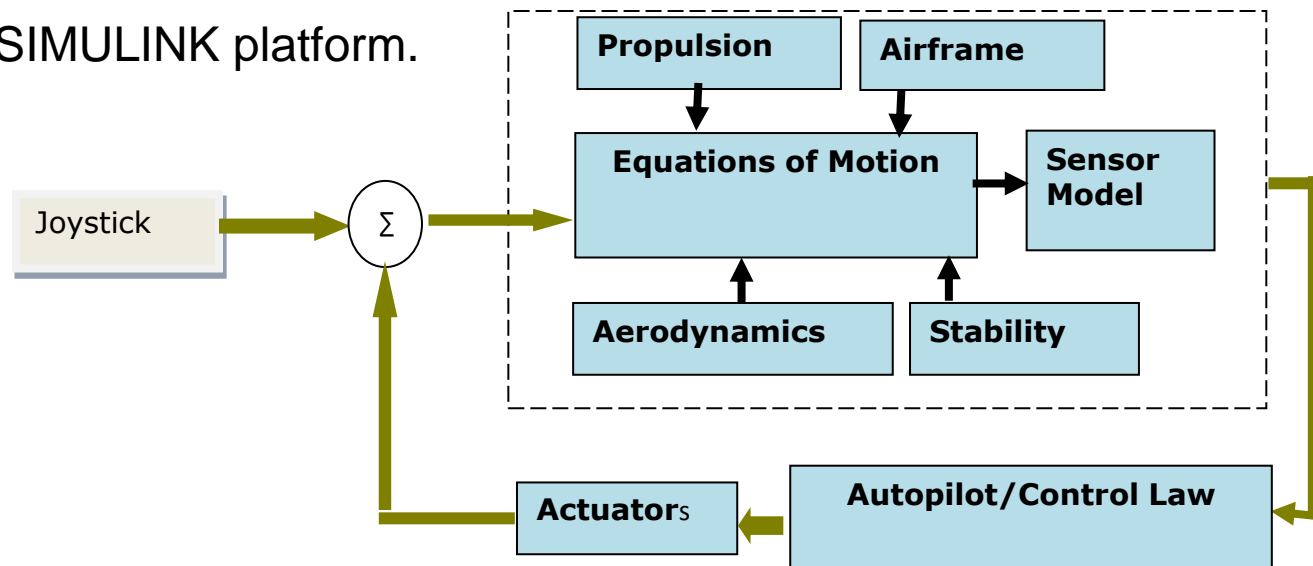 SIMULINK platform.
Propulsion
Airframe
Equations of Motion
Sensor
Model
Joystick
Σ
Aerodynamics
Stability
Actuators
Autopilot/Control Law